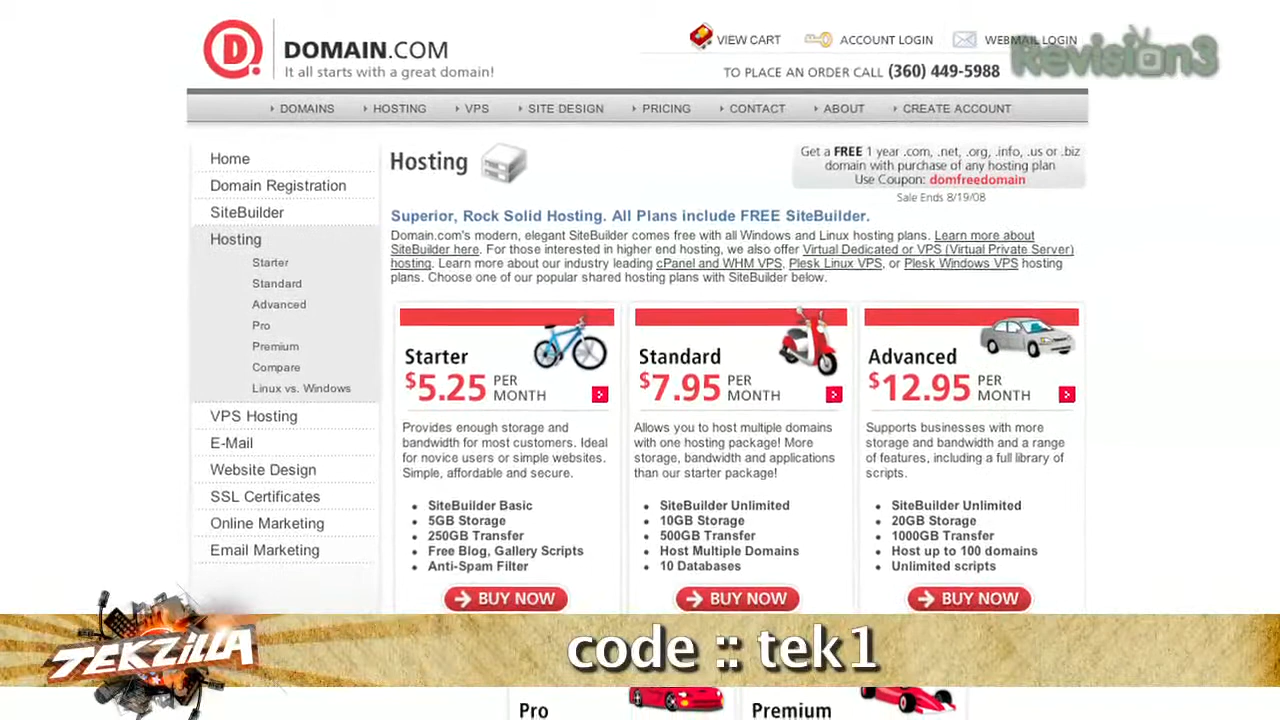 D.
DOMAIN.COM
It all starts with a great domain!
VIEW CART
ACCOUNT LOGIN
WEBMAIL LOGIN
Revision3
TO PLACE AN ORDER CALL (360) 449-5988
DOMAINS
HOSTING
VPS
SITE DESIGN
PRICING
CONTACT
ABOUT
CREATE ACCOUNT
Home
Domain Registration
SiteBuilder
Hosting
Starter
Standard
Advanced
Pro
Premium
Compare
Linux vs. Windows
VPS Hosting
E-Mail
Website Design
SSL Certificates
Online Marketing
Email Marketing
Hosting
Get a FREE 1 year .com, .net, .org, .info, .us or .biz
domain with purchase of any hosting plan
Use Coupon: domfreedomain
Sale Ends 8/19/08
Superior, Rock Solid Hosting. All Plans include FREE SiteBuilder.
Domain.com's modern, elegant SiteBuilder comes free with all Windows and Linux hosting plans. Learn more about
SiteBuilder here. For those interested in higher end hosting, we also offer Virtual Dedicated or VPS (Virtual Private Server)
hosting. Learn more about our industry leading cPanel and WHM VPS, Plesk Linux VPS, or Plesk Windows VPS hosting
plans. Choose one of our popular shared hosting plans with SiteBuilder below.
Starter
$5.25 PER MONTH
Provides enough storage and
bandwidth for most customers. Ideal
for novice users or simple websites.
Simple, affordable and secure.
• SiteBuilder Basic
• 5GB Storage
• 250GB Transfer
• Free Blog, Gallery Scripts
• Anti-Spam Filter
BUY NOW
Standard
$7.95 PER MONTH
Allows you to host multiple domains
with one hosting package! More
storage, bandwidth and applications
than our starter package!
• SiteBuilder Unlimited
• 10GB Storage
• 500GB Transfer
• Host Multiple Domains
• 10 Databases
BUY NOW
Advanced
$12.95 PER MONTH
Supports businesses with more
storage and bandwidth and a range
of features, including a full library of
scripts.
• SiteBuilder Unlimited
• 20GB Storage
• 1000GB Transfer
• Host up to 100 domains
• Unlimited scripts
BUY NOW
TEKZILLA
code :: tek1
Pro
Premium